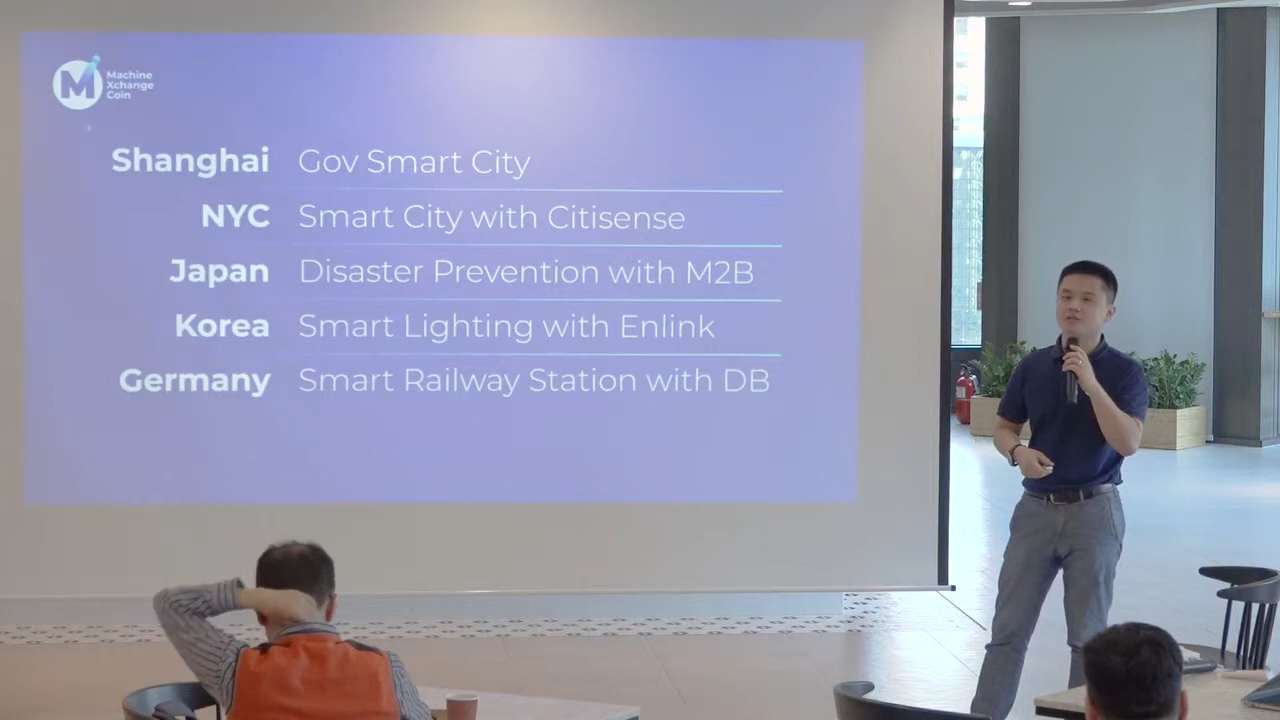 Machine
Xchange
Coin
Shanghai Gov Smart City
NYC Smart City with Citisense
Japan Disaster Prevention with M2B
Korea Smart Lighting with Enlink
Germany Smart Railway Station with DB